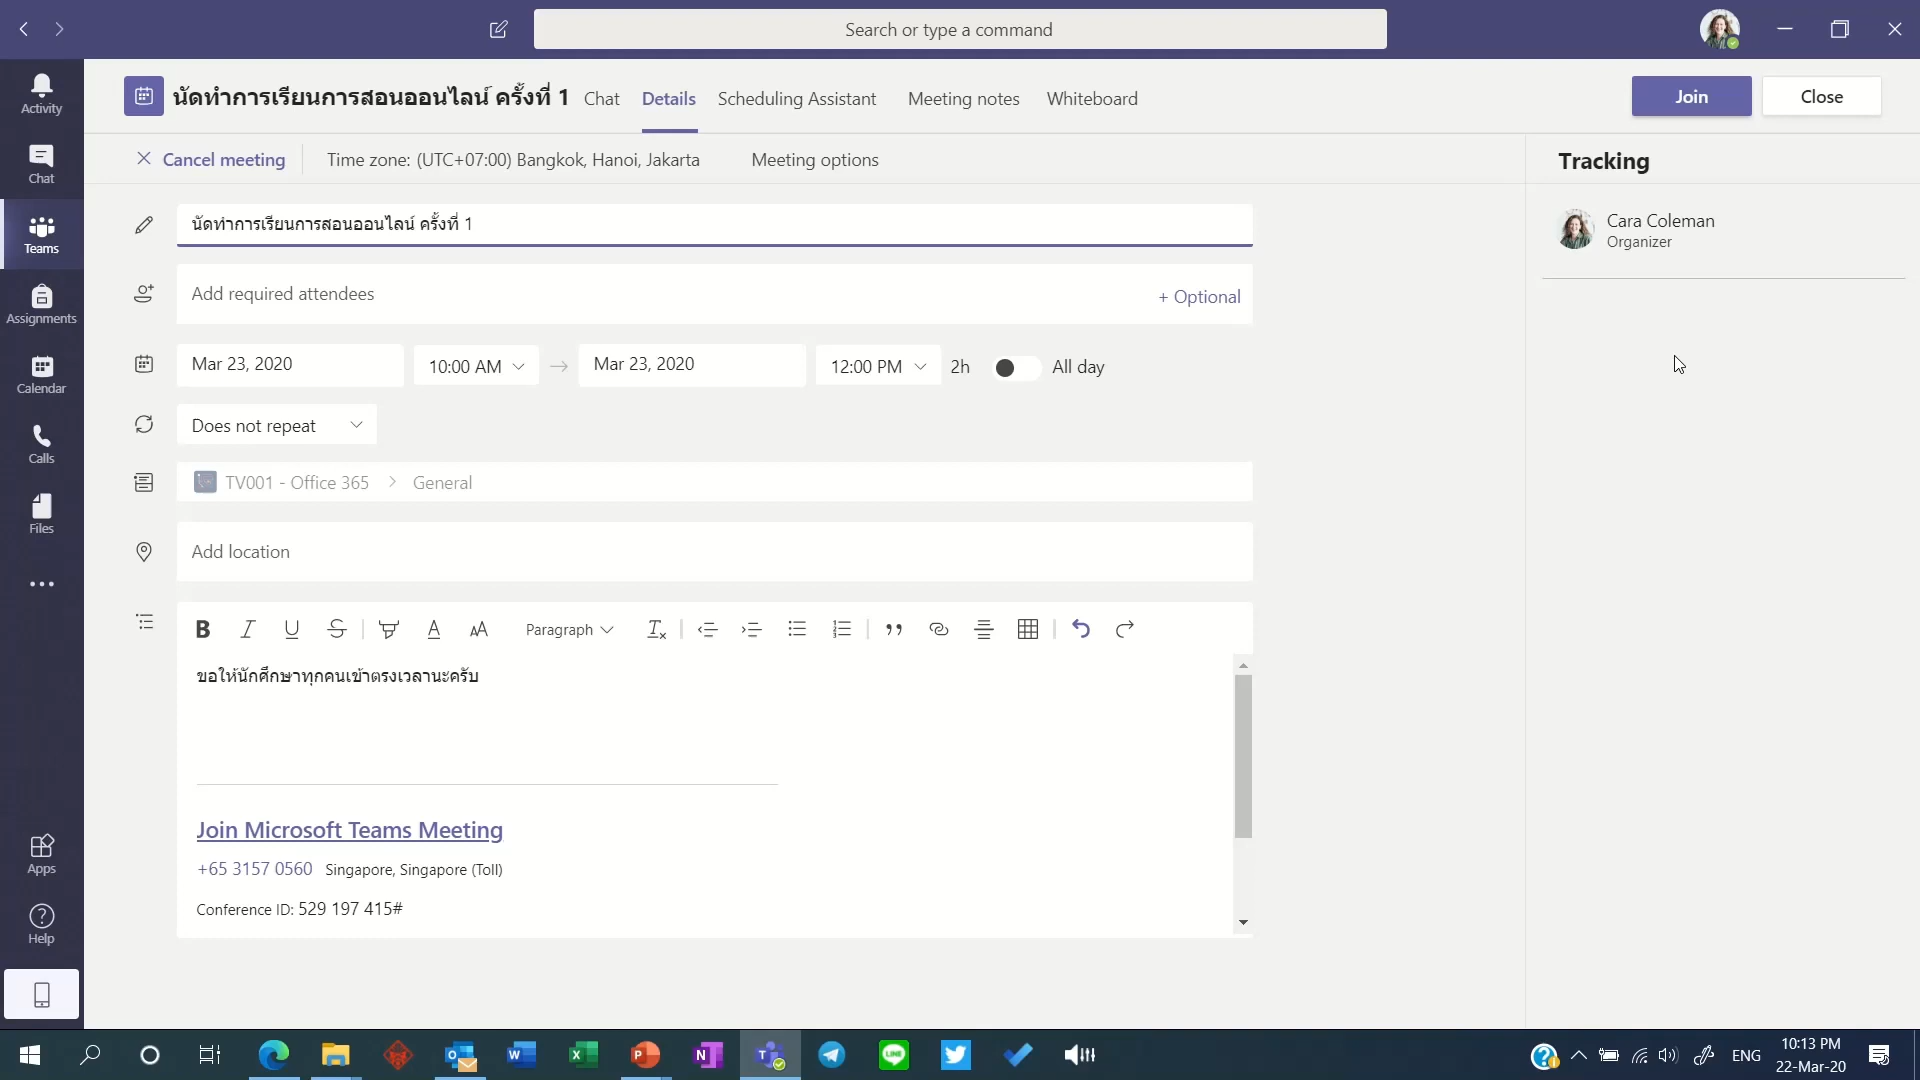 Search or type a command
Activity
Chat
Teams
Assignments
Calendar
Calls
Files
Apps
Help
นัดทำการเรียนการสอนออนไลน์ ครั้งที่ 1
Chat
Details
Scheduling Assistant
Meeting notes
Whiteboard
Join
Close
Cancel meeting
Time zone: (UTC+07:00) Bangkok, Hanoi, Jakarta
Meeting options
Tracking
Cara Coleman
Organizer
นัดทำการเรียนการสอนออนไลน์ ครั้งที่ 1
Add required attendees
+ Optional
Mar 23, 2020
10:00 AM
Mar 23, 2020
12:00 PM
2h
All day
Does not repeat
TV001 - Office 365 > General
Add location
Paragraph
ขอให้นักศึกษาทุกคนเข้าตรงเวลานะครับ
Join Microsoft Teams Meeting
+65 3157 0560 Singapore, Singapore (Toll)
Conference ID: 529 197 415#
ENG
10:13 PM
22-Mar-20